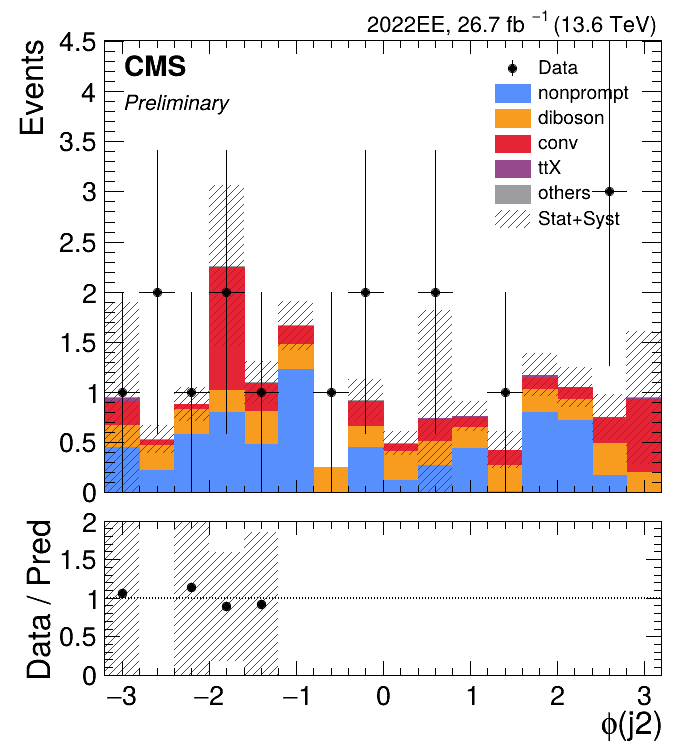 2022EE, 26.7 fb⁻¹ (13.6 TeV)
CMS
Preliminary
Events
4.5
4
3.5
3
2.5
2
1.5
1
0.5
0
Data
nonprompt
diboson
conv
ttX
others
Stat+Syst
Data / Pred
2
1.5
1
0.5
0
−3 −2 −1 0 1 2 3
ϕ(j2)